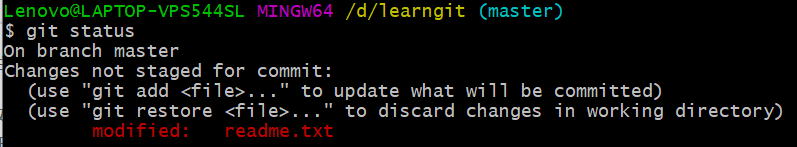 Lenovo@LAPTOP-VPS544SL MINGW64 /d/learngit (master)
$ git status
On branch master
Changes not staged for commit:
  (use "git add <file>..." to update what will be committed)
  (use "git restore <file>..." to discard changes in working directory)
        modified:   readme.txt